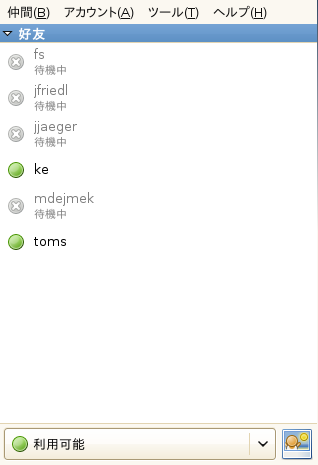 仲間(B) アカウント(A) ツール(T) ヘルプ(H)
好友
fs
待機中
jfriedl
待機中
jjaeger
待機中
ke
mdejmek
待機中
toms
利用可能